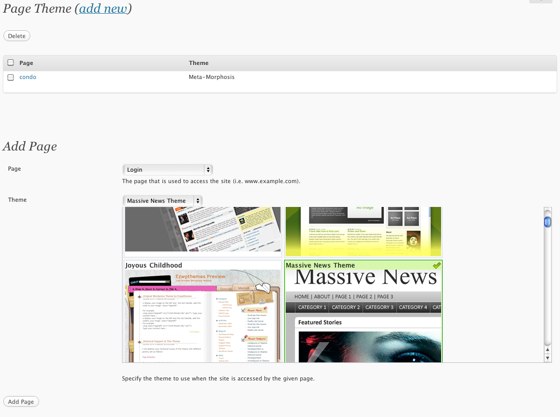 Page Theme (add new)
Delete
Page Theme
condo Meta-Morphosis
Add Page
Page Login
The page that is used to access the site (i.e. www.example.com).
Theme Massive News Theme
Joyous Childhood Massive News Theme
Massive News
HOME | ABOUT | PAGE 1 | PAGE 2 | PAGE 3
CATEGORY 1 CATEGORY 2 CATEGORY 3 CATEGORY 4 CAT
Featured Stories
Specify the theme to use when the site is accessed by the given page.
Add Page